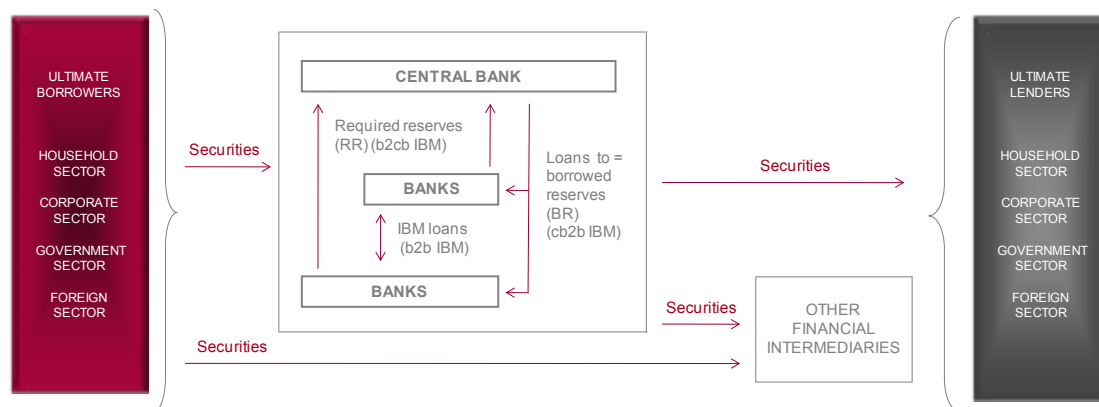 ULTIMATE
BORROWERS
HOUSEHOLD
SECTOR
CORPORATE
SECTOR
GOVERNMENT
SECTOR
FOREIGN
SECTOR
Securities
CENTRAL BANK
Required reserves
(RR) (b2cb IBM)
BANKS
IBM loans
(b2b IBM)
BANKS
Loans to =
borrowed
reserves
(BR)
(cb2b IBM)
Securities
Securities
Securities
OTHER
FINANCIAL
INTERMEDIARIES
ULTIMATE
LENDERS
HOUSEHOLD
SECTOR
CORPORATE
SECTOR
GOVERNMENT
SECTOR
FOREIGN
SECTOR